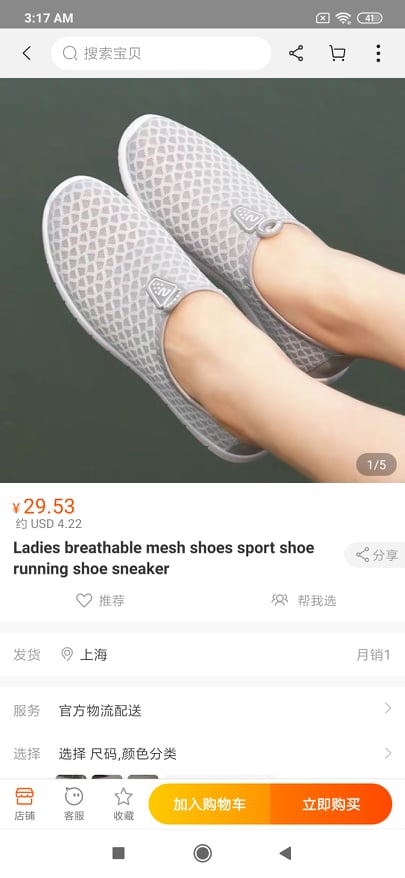 3:17 AM
41
搜索宝贝
1/5
¥29.53
约 USD 4.22
Ladies breathable mesh shoes sport shoe
running shoe sneaker
分享
推荐
帮我选
发货 上海 月销1
服务 官方物流配送
选择 选择 尺码,颜色分类
店铺 客服 收藏 加入购物车 立即购买